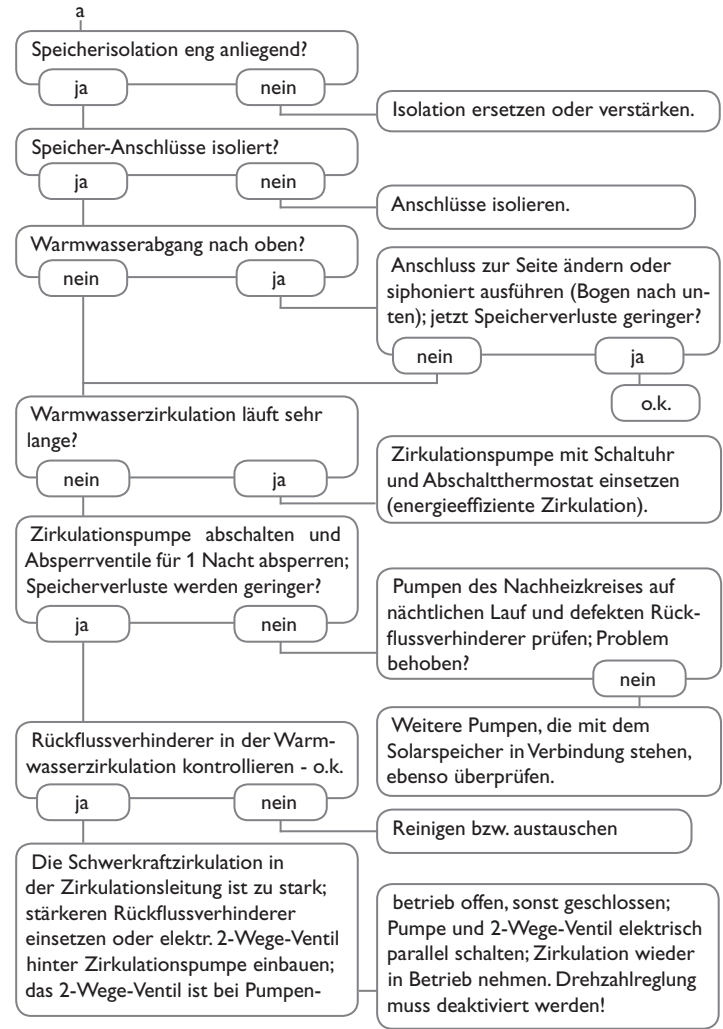 a
Speicherisolation eng anliegend?
ja
nein
Isolation ersetzen oder verstärken.
Speicher-Anschlüsse isoliert?
ja
nein
Anschlüsse isolieren.
Warmwasserabgang nach oben?
nein
ja
Anschluss zur Seite ändern oder
siphoniert ausführen (Bogen nach un-
ten); jetzt Speicherverluste geringer?
nein
ja
o.k.
Warmwasserzirkulation läuft sehr
lange?
nein
ja
Zirkulationspumpe mit Schaltuhr
und Abschaltthermostat einsetzen
(energieeffiziente Zirkulation).
Zirkulationspumpe abschalten und
Absperrventile für 1 Nacht absperren;
Speicherverluste werden geringer?
ja
nein
Pumpen des Nachheizkreises auf
nächtlichen Lauf und defekten Rück-
flussverhinderer prüfen; Problem
behoben?
nein
Weitere Pumpen, die mit dem
Solarspeicher in Verbindung stehen,
ebenso überprüfen.
Rückflussverhinderer in der Warm-
wasserzirkulation kontrollieren - o.k.
ja
nein
Reinigen bzw. austauschen
Die Schwerkraftzirkulation in
der Zirkulationsleitung ist zu stark;
stärkeren Rückflussverhinderer
einsetzen oder elektr. 2-Wege-Ventil
hinter Zirkulationspumpe einbauen;
das 2-Wege-Ventil ist bei Pumpen-
betrieb offen, sonst geschlossen;
Pumpe und 2-Wege-Ventil elektrisch
parallel schalten; Zirkulation wieder
in Betrieb nehmen. Drehzahlreglung
muss deaktiviert werden!